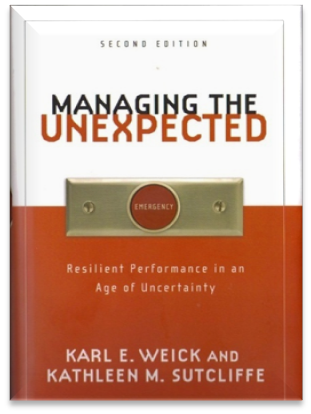 SECOND EDITION
MANAGING THE
UNEXPECTED
EMERGENCY
Resilient Performance in an
Age of Uncertainty
KARL E. WEICK AND
KATHLEEN M. SUTCLIFFE